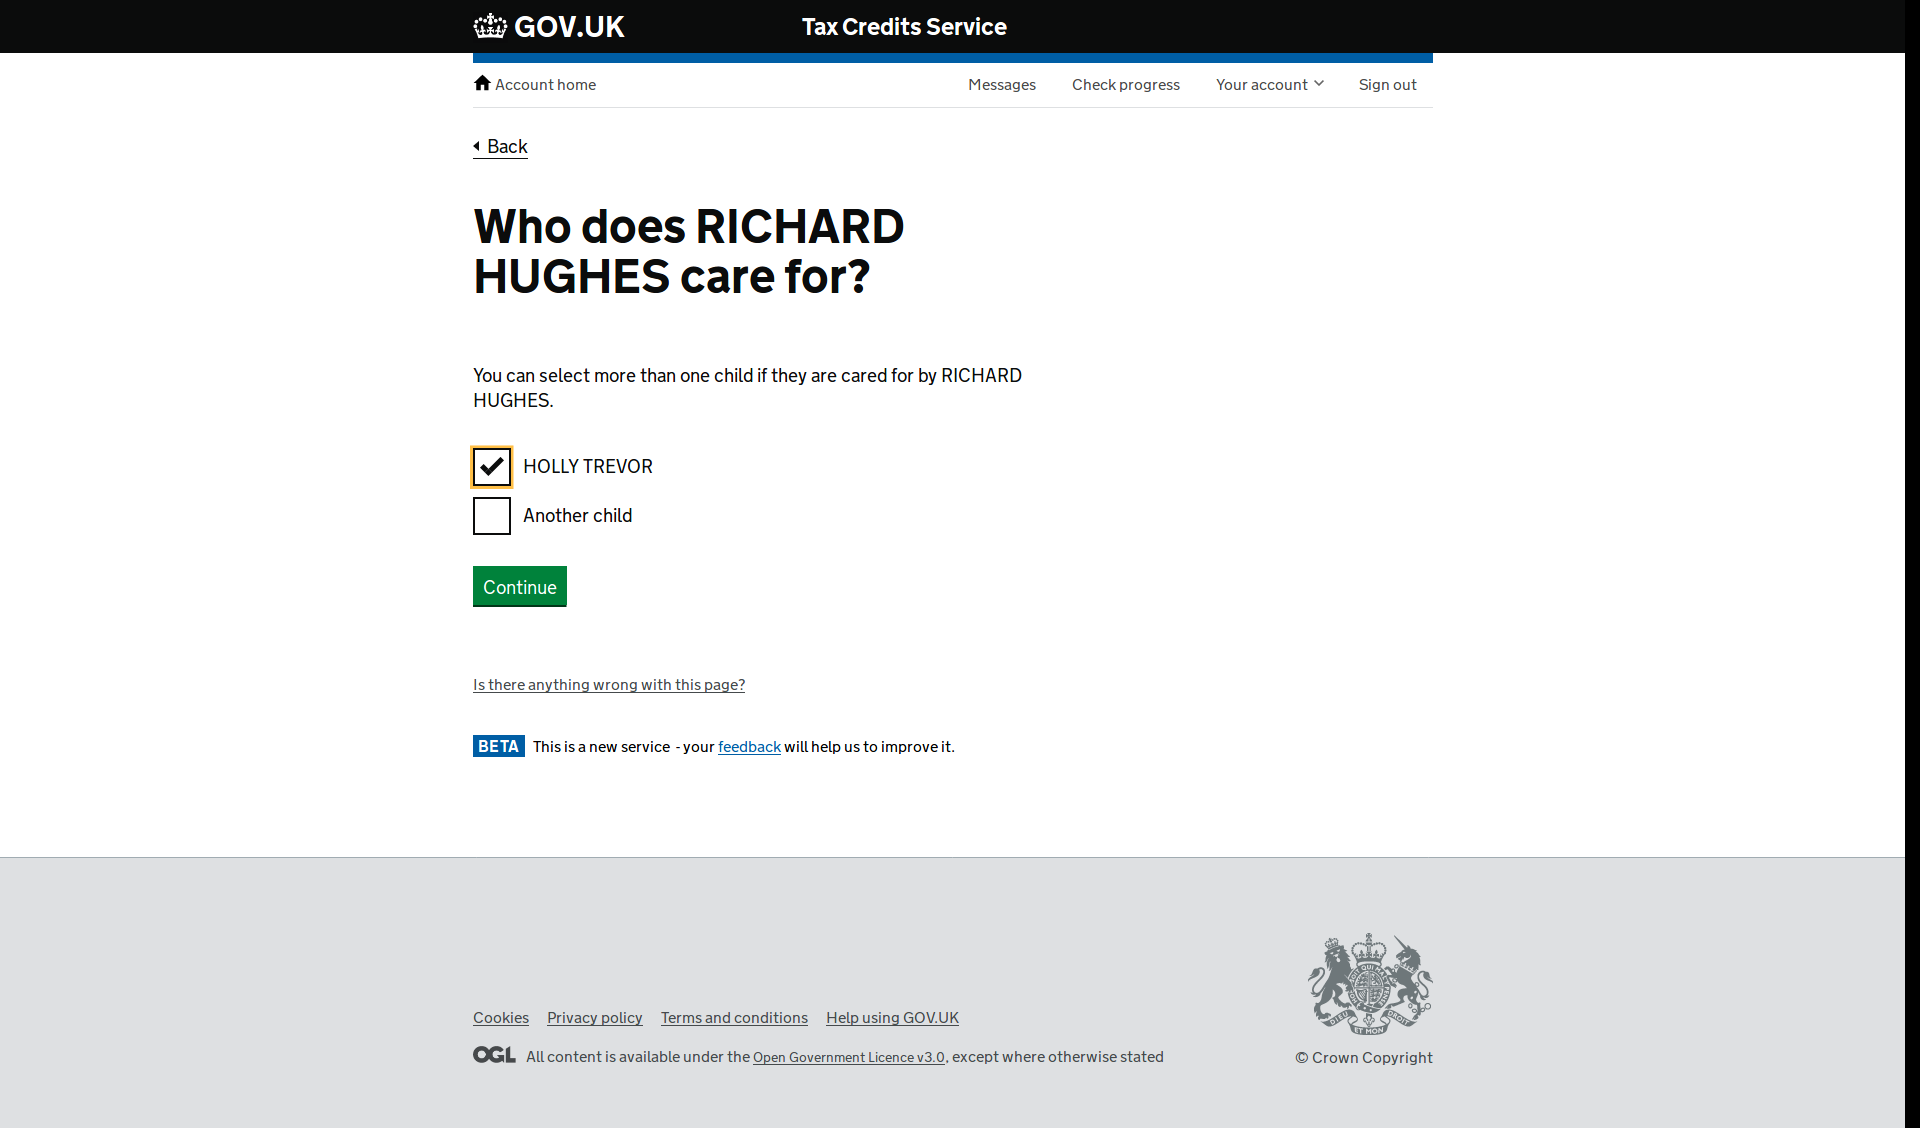 GOV.UK
Tax Credits Service
Account home
Messages
Check progress
Your account
Sign out
Back
Who does RICHARD
HUGHES care for?
You can select more than one child if they are cared for by RICHARD
HUGHES.
HOLLY TREVOR
Another child
Continue
Is there anything wrong with this page?
BETA This is a new service - your feedback will help us to improve it.
Cookies Privacy policy Terms and conditions Help using GOV.UK
OGL All content is available under the Open Government Licence v3.0, except where otherwise stated
© Crown Copyright